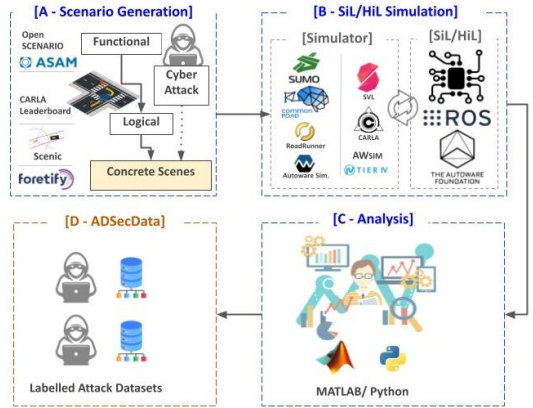 [A - Scenario Generation]
Open
SCENARIO
ASAM
CARLA
Leaderboard
Scenic
foretify
Functional
Cyber
Attack
Logical
Concrete Scenes
[B - SiL/HiL Simulation]
[Simulator]
SUMO
common
ROAD
RoadRunner
Autoware Sim.
SVL
CARLA
AWSIM
TIER IV
[SiL/HiL]
ROS
THE AUTOWARE
FOUNDATION
[D - ADSecData]
Labelled Attack Datasets
[C - Analysis]
MATLAB/ Python